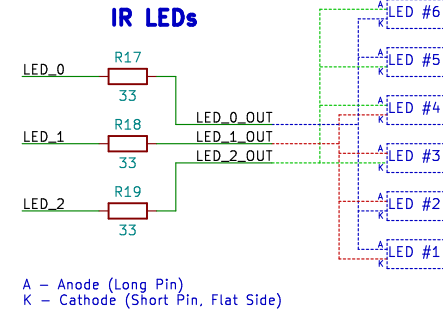 IR LEDs
R17
LED_0
33
R18
LED_1
33
R19
LED_2
33
LED_0_OUT
LED_1_OUT
LED_2_OUT
LED #6
A
K
LED #5
A
K
LED #4
A
K
LED #3
A
K
LED #2
A
K
LED #1
A
K
A – Anode (Long Pin)
K – Cathode (Short Pin, Flat Side)